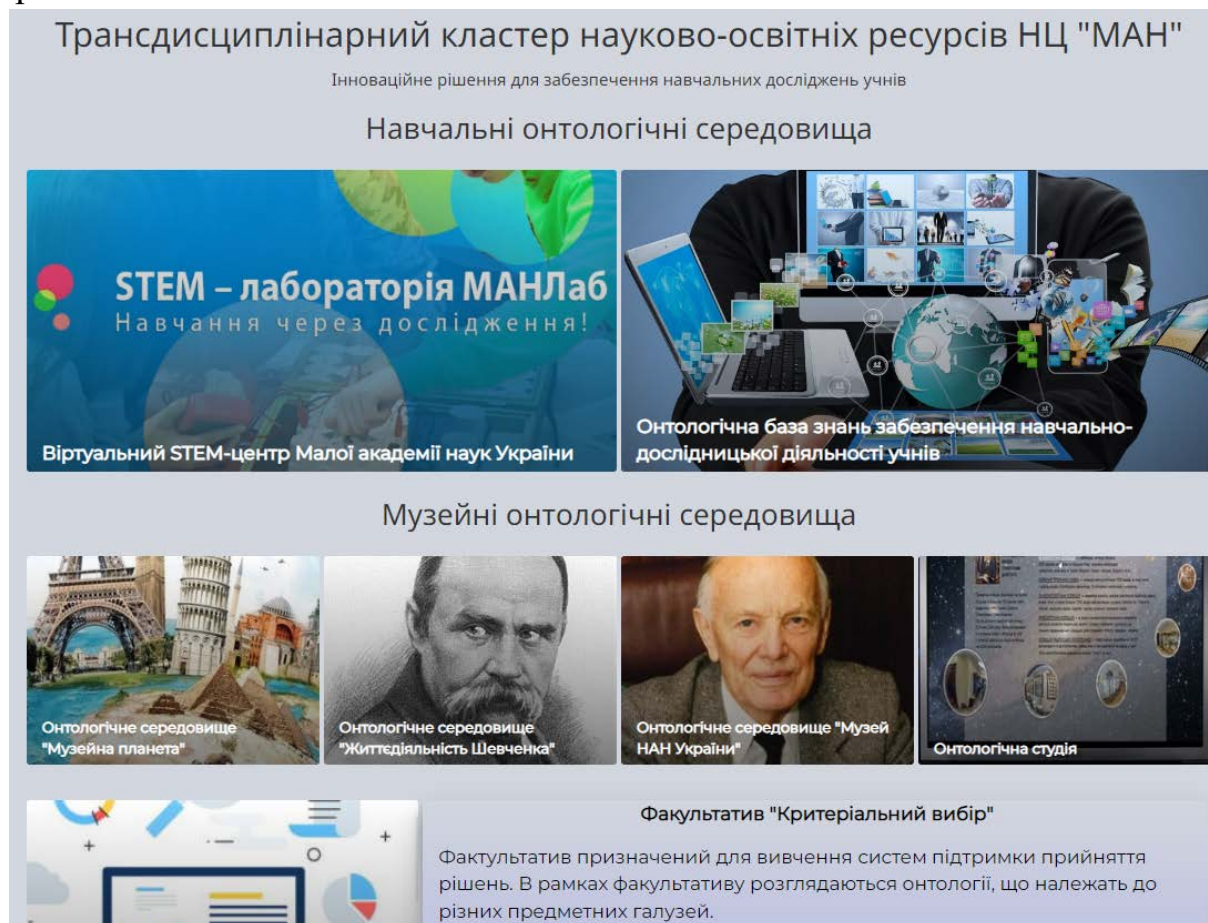 Трансдисциплінарний кластер науково-освітніх ресурсів НЦ "МАН"
Інноваційне рішення для забезпечення навчальних досліджень учнів
Навчальні онтологічні середовища
STEM – лабораторія МАНЛаб
Навчання через дослідження!
Віртуальний STEM-центр Малої академії наук України
Онтологічна база знань забезпечення навчально-
дослідницької діяльності учнів
Музейні онтологічні середовища
Онтологічне середовище
"Музейна планета"
Онтологічне середовище
"Життєдіяльність Шевченка"
Онтологічне середовище "Музей
НАН України"
Онтологічна студія
Факультатив "Критеріальний вибір"
Фактультатив призначений для вивчення систем підтримки прийняття
рішень. В рамках факультативу розглядаються онтології, що належать до
різних предметних галузей.